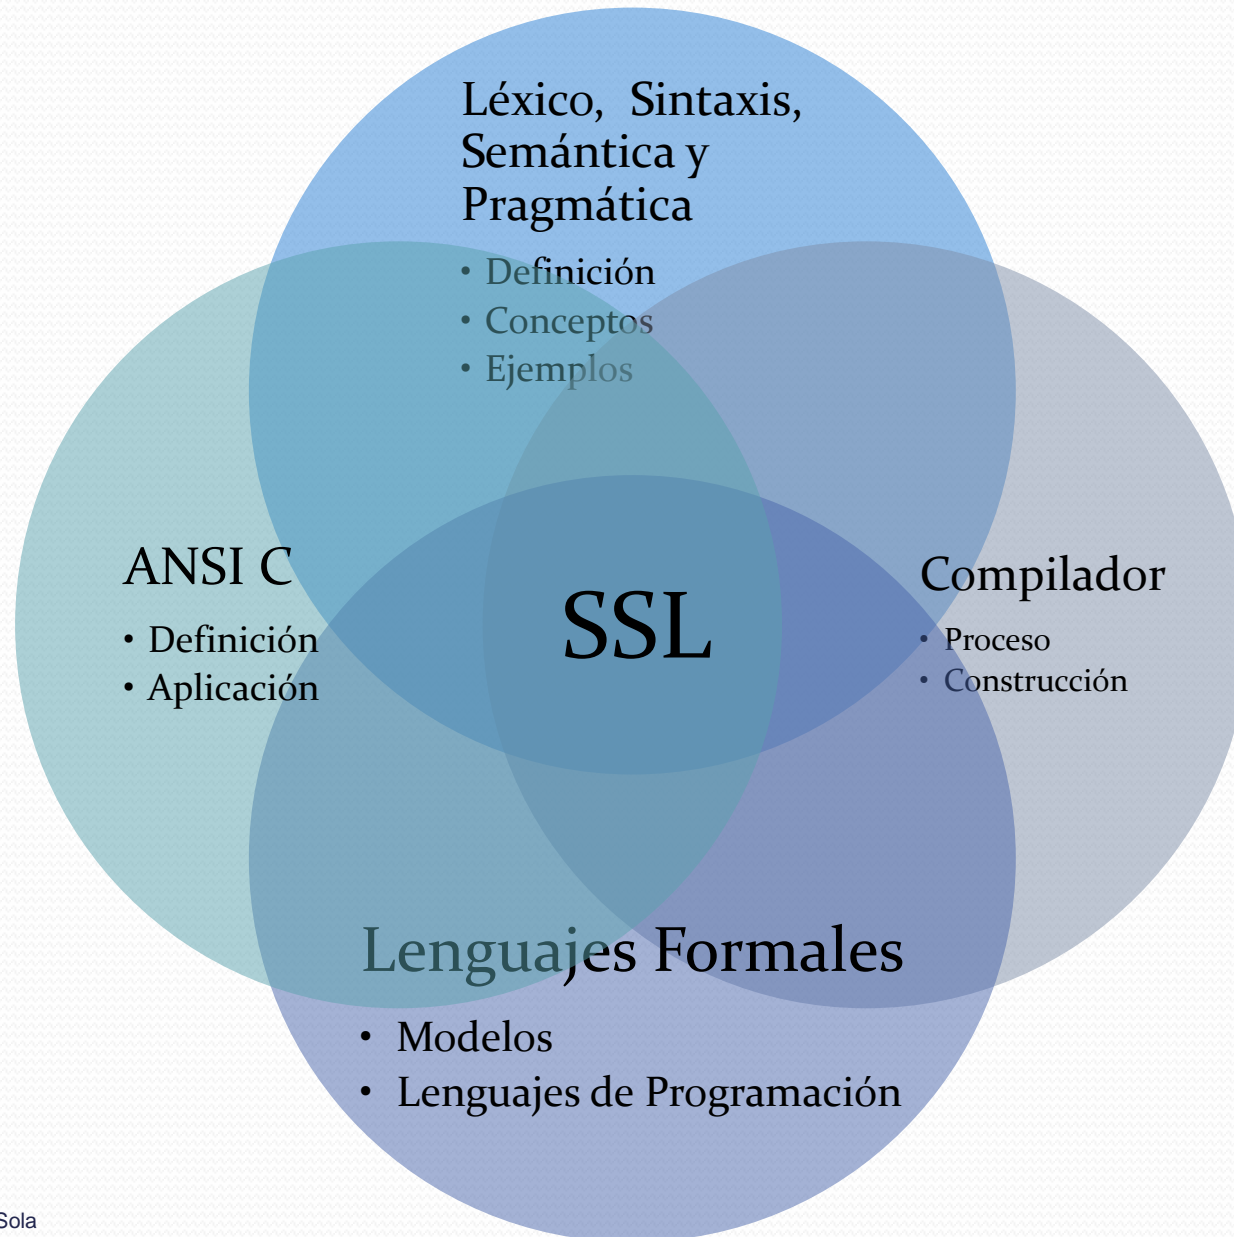 Léxico, Sintaxis,
Semántica y
Pragmática
• Definición
• Conceptos
• Ejemplos
ANSI C
• Definición
• Aplicación
SSL
Compilador
• Proceso
• Construcción
Lenguajes Formales
• Modelos
• Lenguajes de Programación
Sola